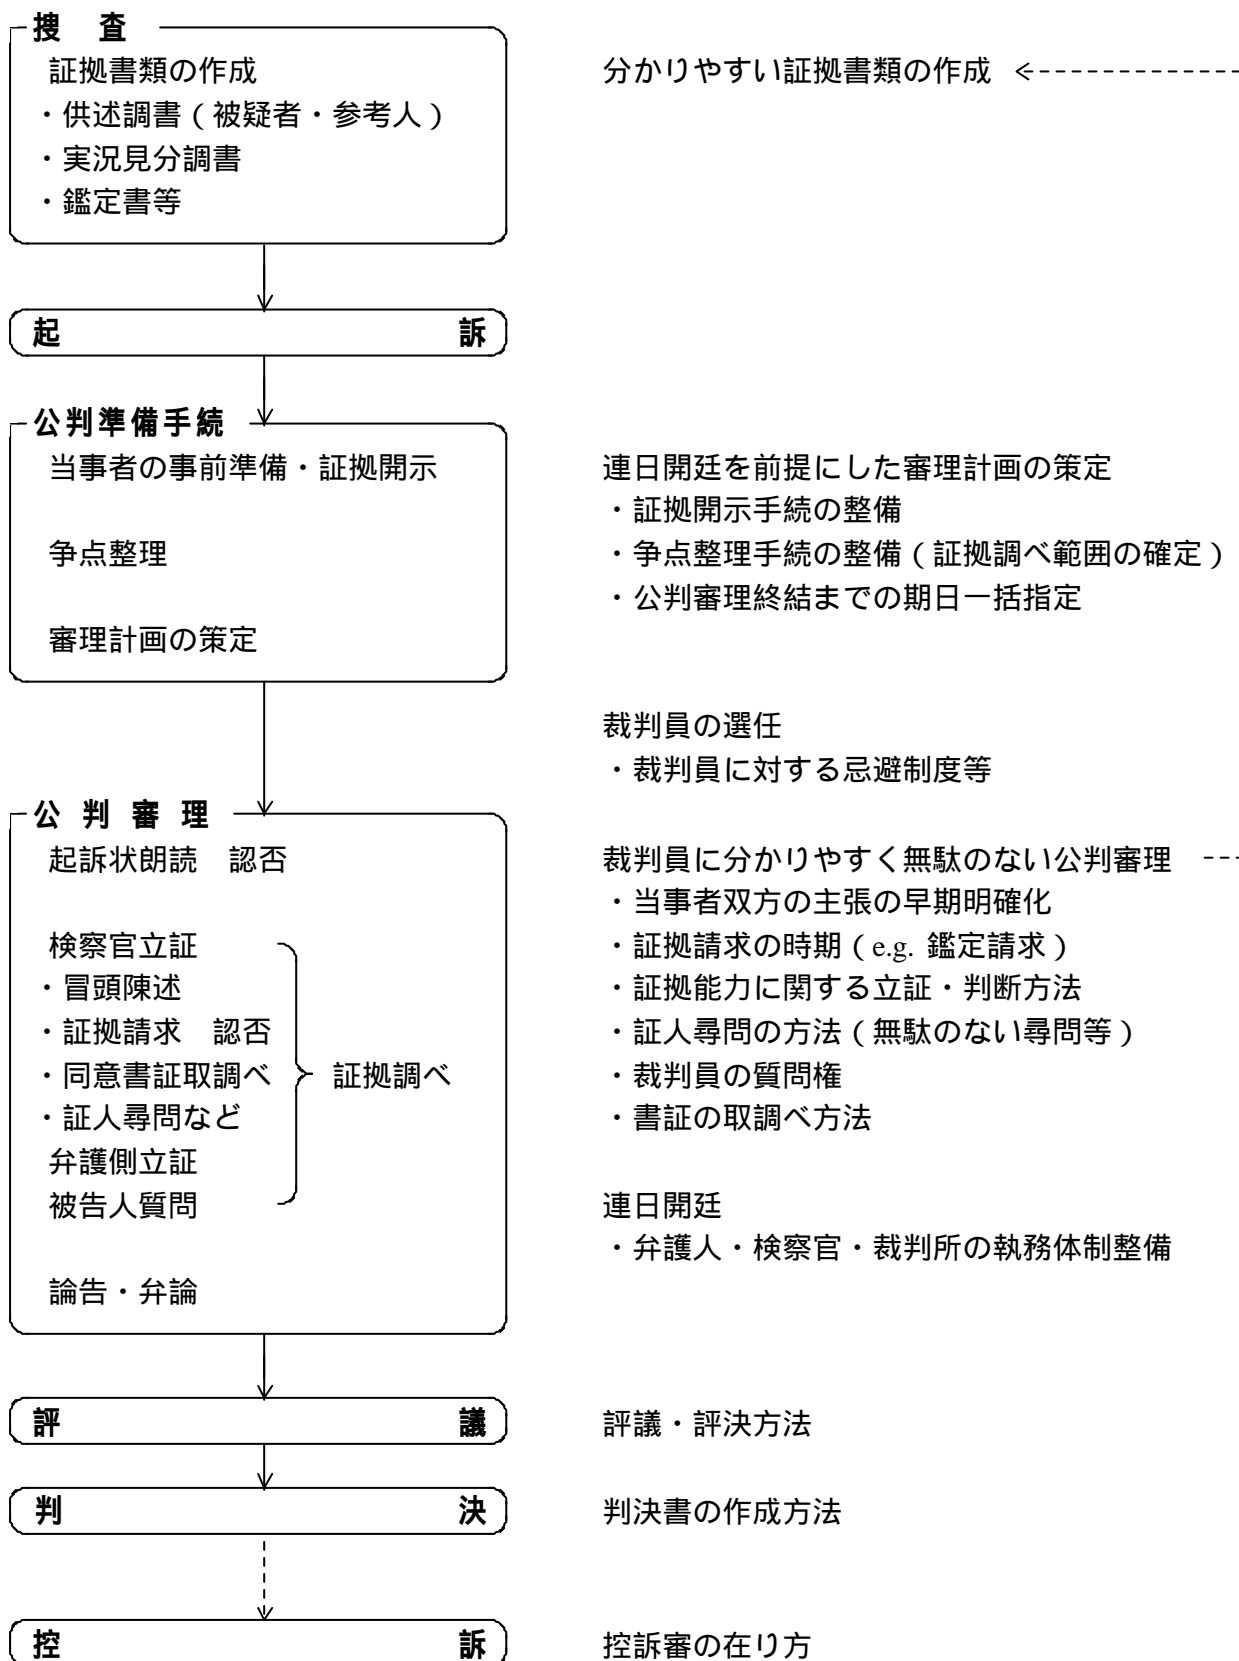 捜 査
証拠書類の作成
・供述調書（被疑者・参考人）
・実況見分調書
・鑑定書等
分かりやすい証拠書類の作成
起 訴
公判準備手続
当事者の事前準備・証拠開示
争点整理
審理計画の策定
連日開廷を前提にした審理計画の策定
・証拠開示手続の整備
・争点整理手続の整備（証拠調べ範囲の確定）
・公判審理終結までの期日一括指定
裁判員の選任
・裁判員に対する忌避制度等
公 判 審 理
起訴状朗読 認否
検察官立証
・冒頭陳述
・証拠請求 認否
・同意書証取調べ
・証人尋問など
弁護側立証
被告人質問
証拠調べ
論告・弁論
裁判員に分かりやすく無駄のない公判審理
・当事者双方の主張の早期明確化
・証拠請求の時期（e.g. 鑑定請求）
・証拠能力に関する立証・判断方法
・証人尋問の方法（無駄のない尋問等）
・裁判員の質問権
・書証の取調べ方法
連日開廷
・弁護人・検察官・裁判所の執務体制整備
評 議
評議・評決方法
判 決
判決書の作成方法
控 訴
控訴審の在り方